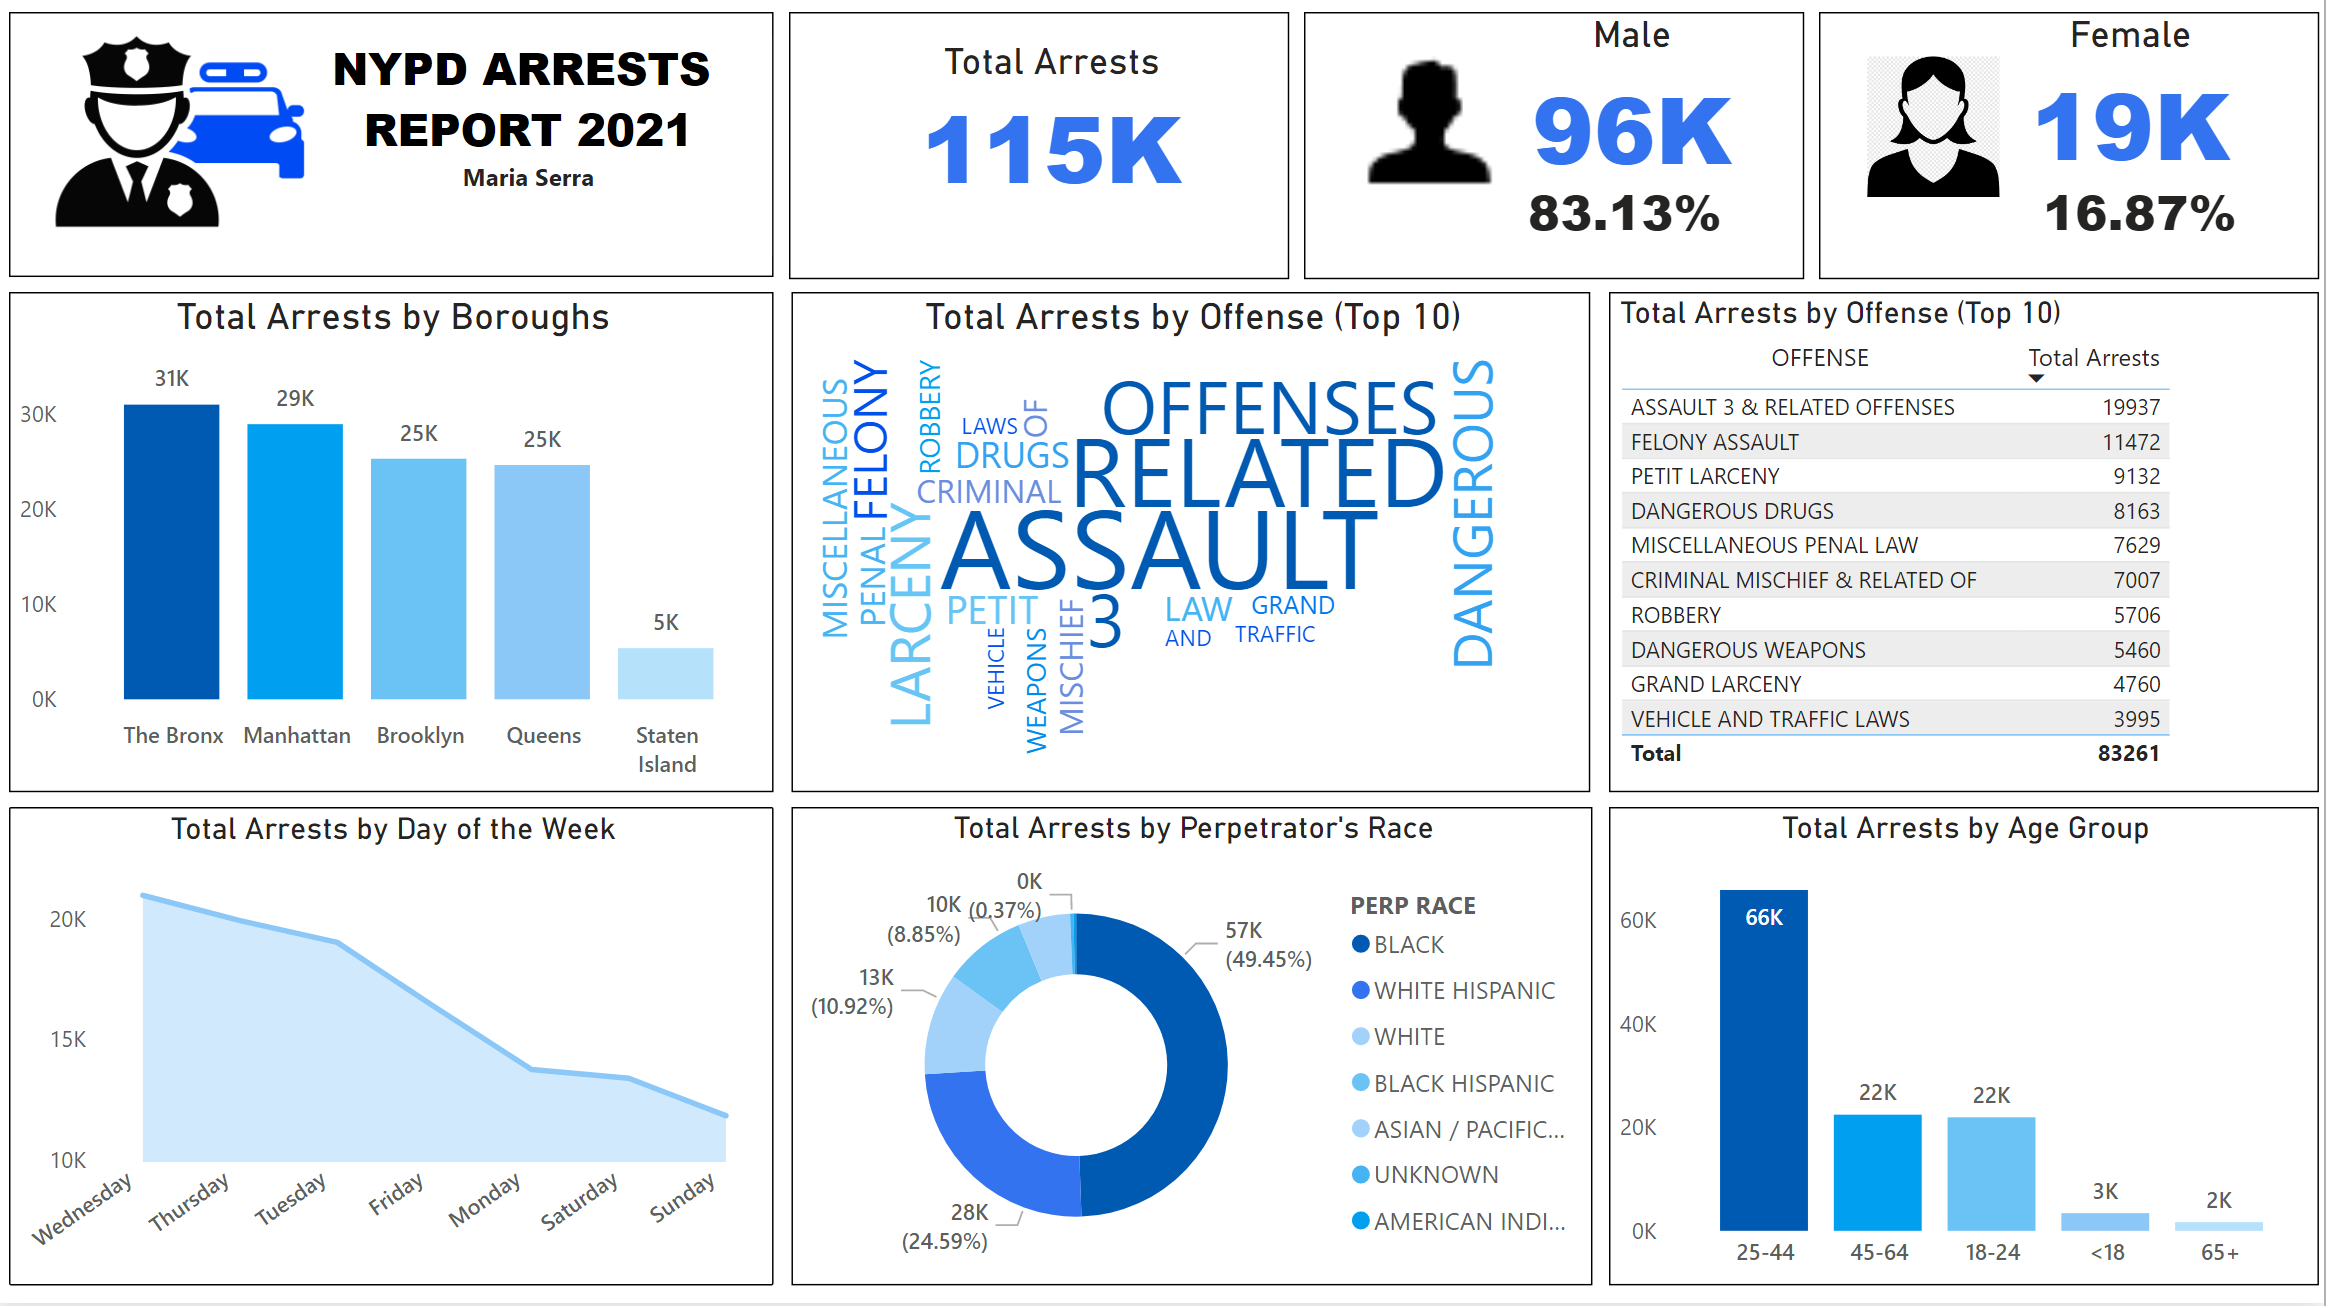 NYPD ARRESTS
REPORT 2021
Maria Serra
Total Arrests
115K
Male
96K
83.13%
Female
19K
16.87%
Total Arrests by Boroughs
30K
20K
10K
0K
31K
29K
25K
25K
5K
The Bronx
Manhattan
Brooklyn
Queens
Staten
Island
Total Arrests by Offense (Top 10)
MISCELLANEOUS
FELONY
PENAL
ROBBERY
LARCENY
LAWS
OF
DRUGS
CRIMINAL
OFFENSES
RELATED
ASSAULT
DANGEROUS
PETIT
3
LAW
GRAND
AND
TRAFFIC
VEHICLE
WEAPONS
MISCHIEF
Total Arrests by Offense (Top 10)
OFFENSE Total Arrests
ASSAULT 3 & RELATED OFFENSES 19937
FELONY ASSAULT 11472
PETIT LARCENY 9132
DANGEROUS DRUGS 8163
MISCELLANEOUS PENAL LAW 7629
CRIMINAL MISCHIEF & RELATED OF 7007
ROBBERY 5706
DANGEROUS WEAPONS 5460
GRAND LARCENY 4760
VEHICLE AND TRAFFIC LAWS 3995
Total 83261
Total Arrests by Day of the Week
20K
15K
10K
Wednesday
Thursday
Tuesday
Friday
Monday
Saturday
Sunday
Total Arrests by Perpetrator's Race
0K
(0.37%)
10K
(8.85%)
13K
(10.92%)
28K
(24.59%)
57K
(49.45%)
PERP RACE
BLACK
WHITE HISPANIC
WHITE
BLACK HISPANIC
ASIAN / PACIFIC...
UNKNOWN
AMERICAN INDI...
Total Arrests by Age Group
60K
40K
20K
0K
66K
22K
22K
3K
2K
25-44
45-64
18-24
<18
65+